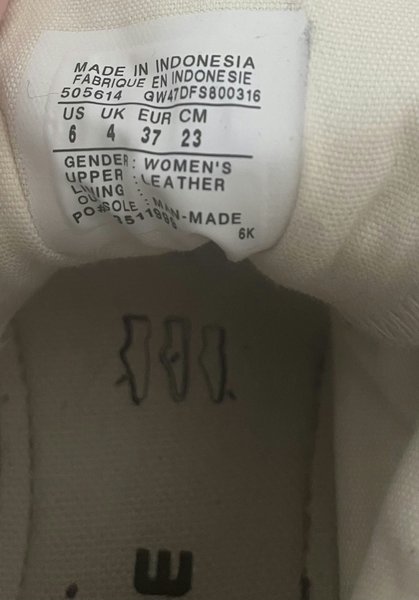 MADE IN INDONESIA
FABRIQUE EN INDONESIE
505614 GW47DFS800316
US UK EUR CM
6 4 37 23
GENDER: WOMEN'S
UPPER : LEATHER
LINING :
OUTSOLE : MAN-MADE
6K